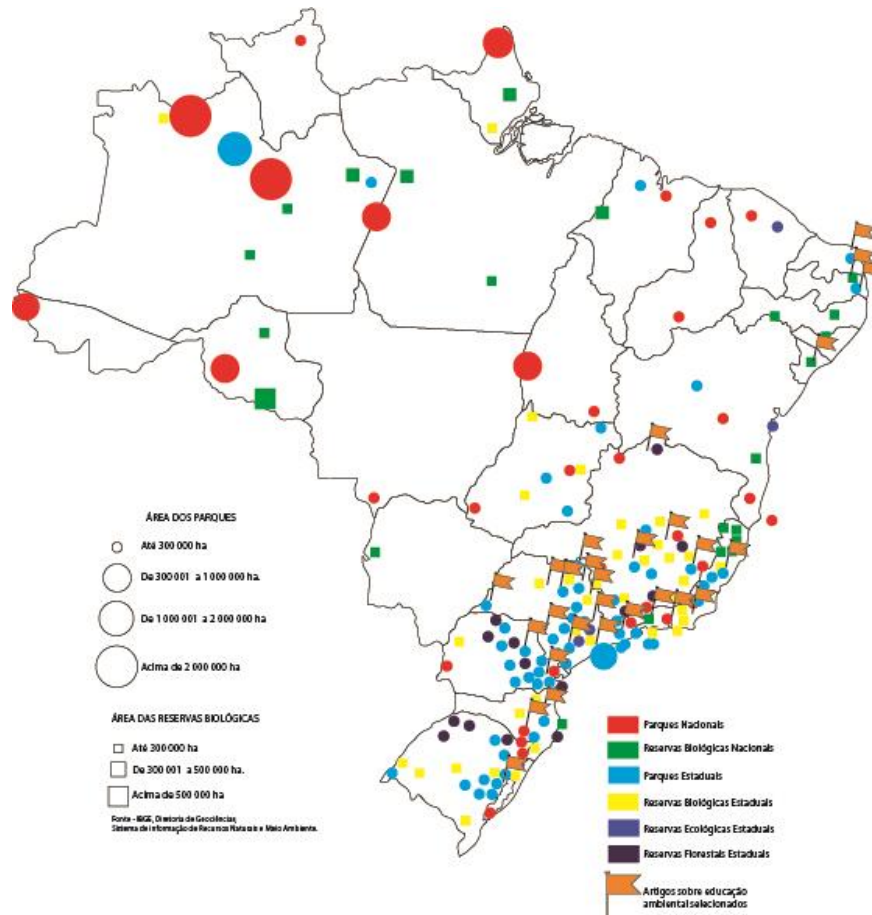 ÁREA DOS PARQUES
Até 300 000 ha
De 300 001 a 1 000 000 ha.
De 1 000 001 a 2 000 000 ha
Acima de 2 000 000 ha
ÁREA DAS RESERVAS BIOLÓGICAS
Até 300 000 ha
De 300 001 a 500 000 ha.
Acima de 500 000 ha
Fonte - IBGE, Diretoria de Geociências,
Sistema de informação de Recursos Naturais e Meio Ambiente.
Parques Nacionais
Reservas Biológicas Nacionais
Parques Estaduais
Reservas Biológicas Estaduais
Reservas Ecológicas Estaduais
Reservas Florestais Estaduais
Artigos sobre educação
ambiental selecionados